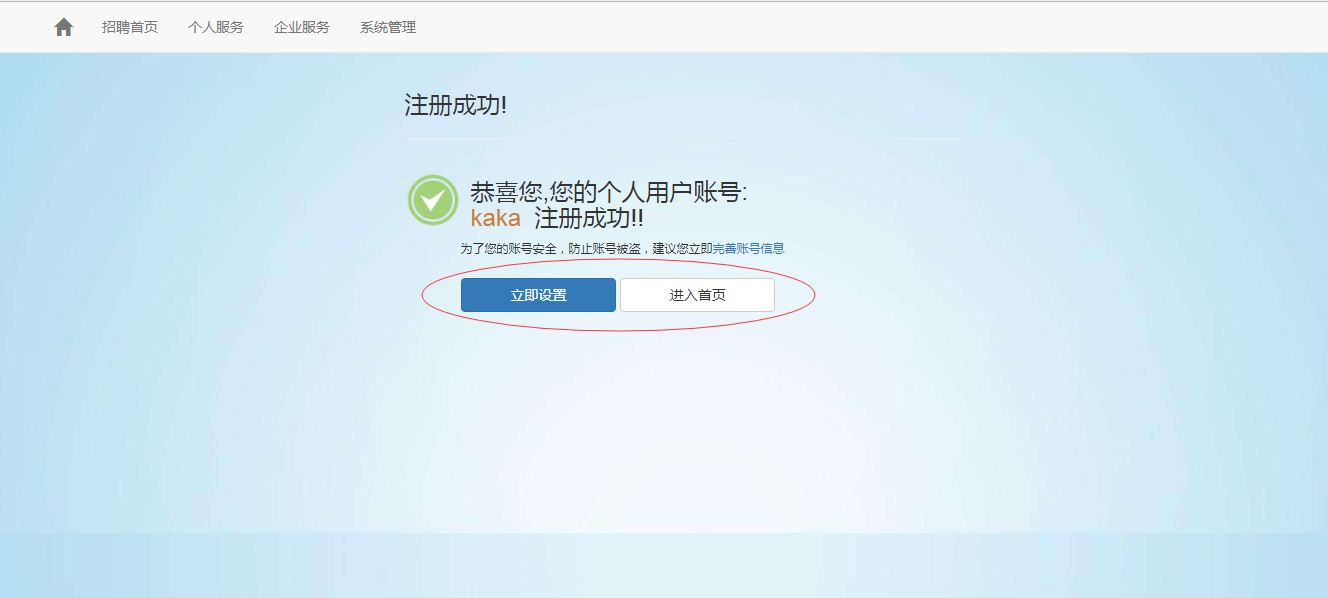 招聘首页 个人服务 企业服务 系统管理
注册成功!
恭喜您,您的个人用户账号:
kaka 注册成功!!
为了您的账号安全，防止账号被盗，建议您立即完善账号信息
立即设置 进入首页